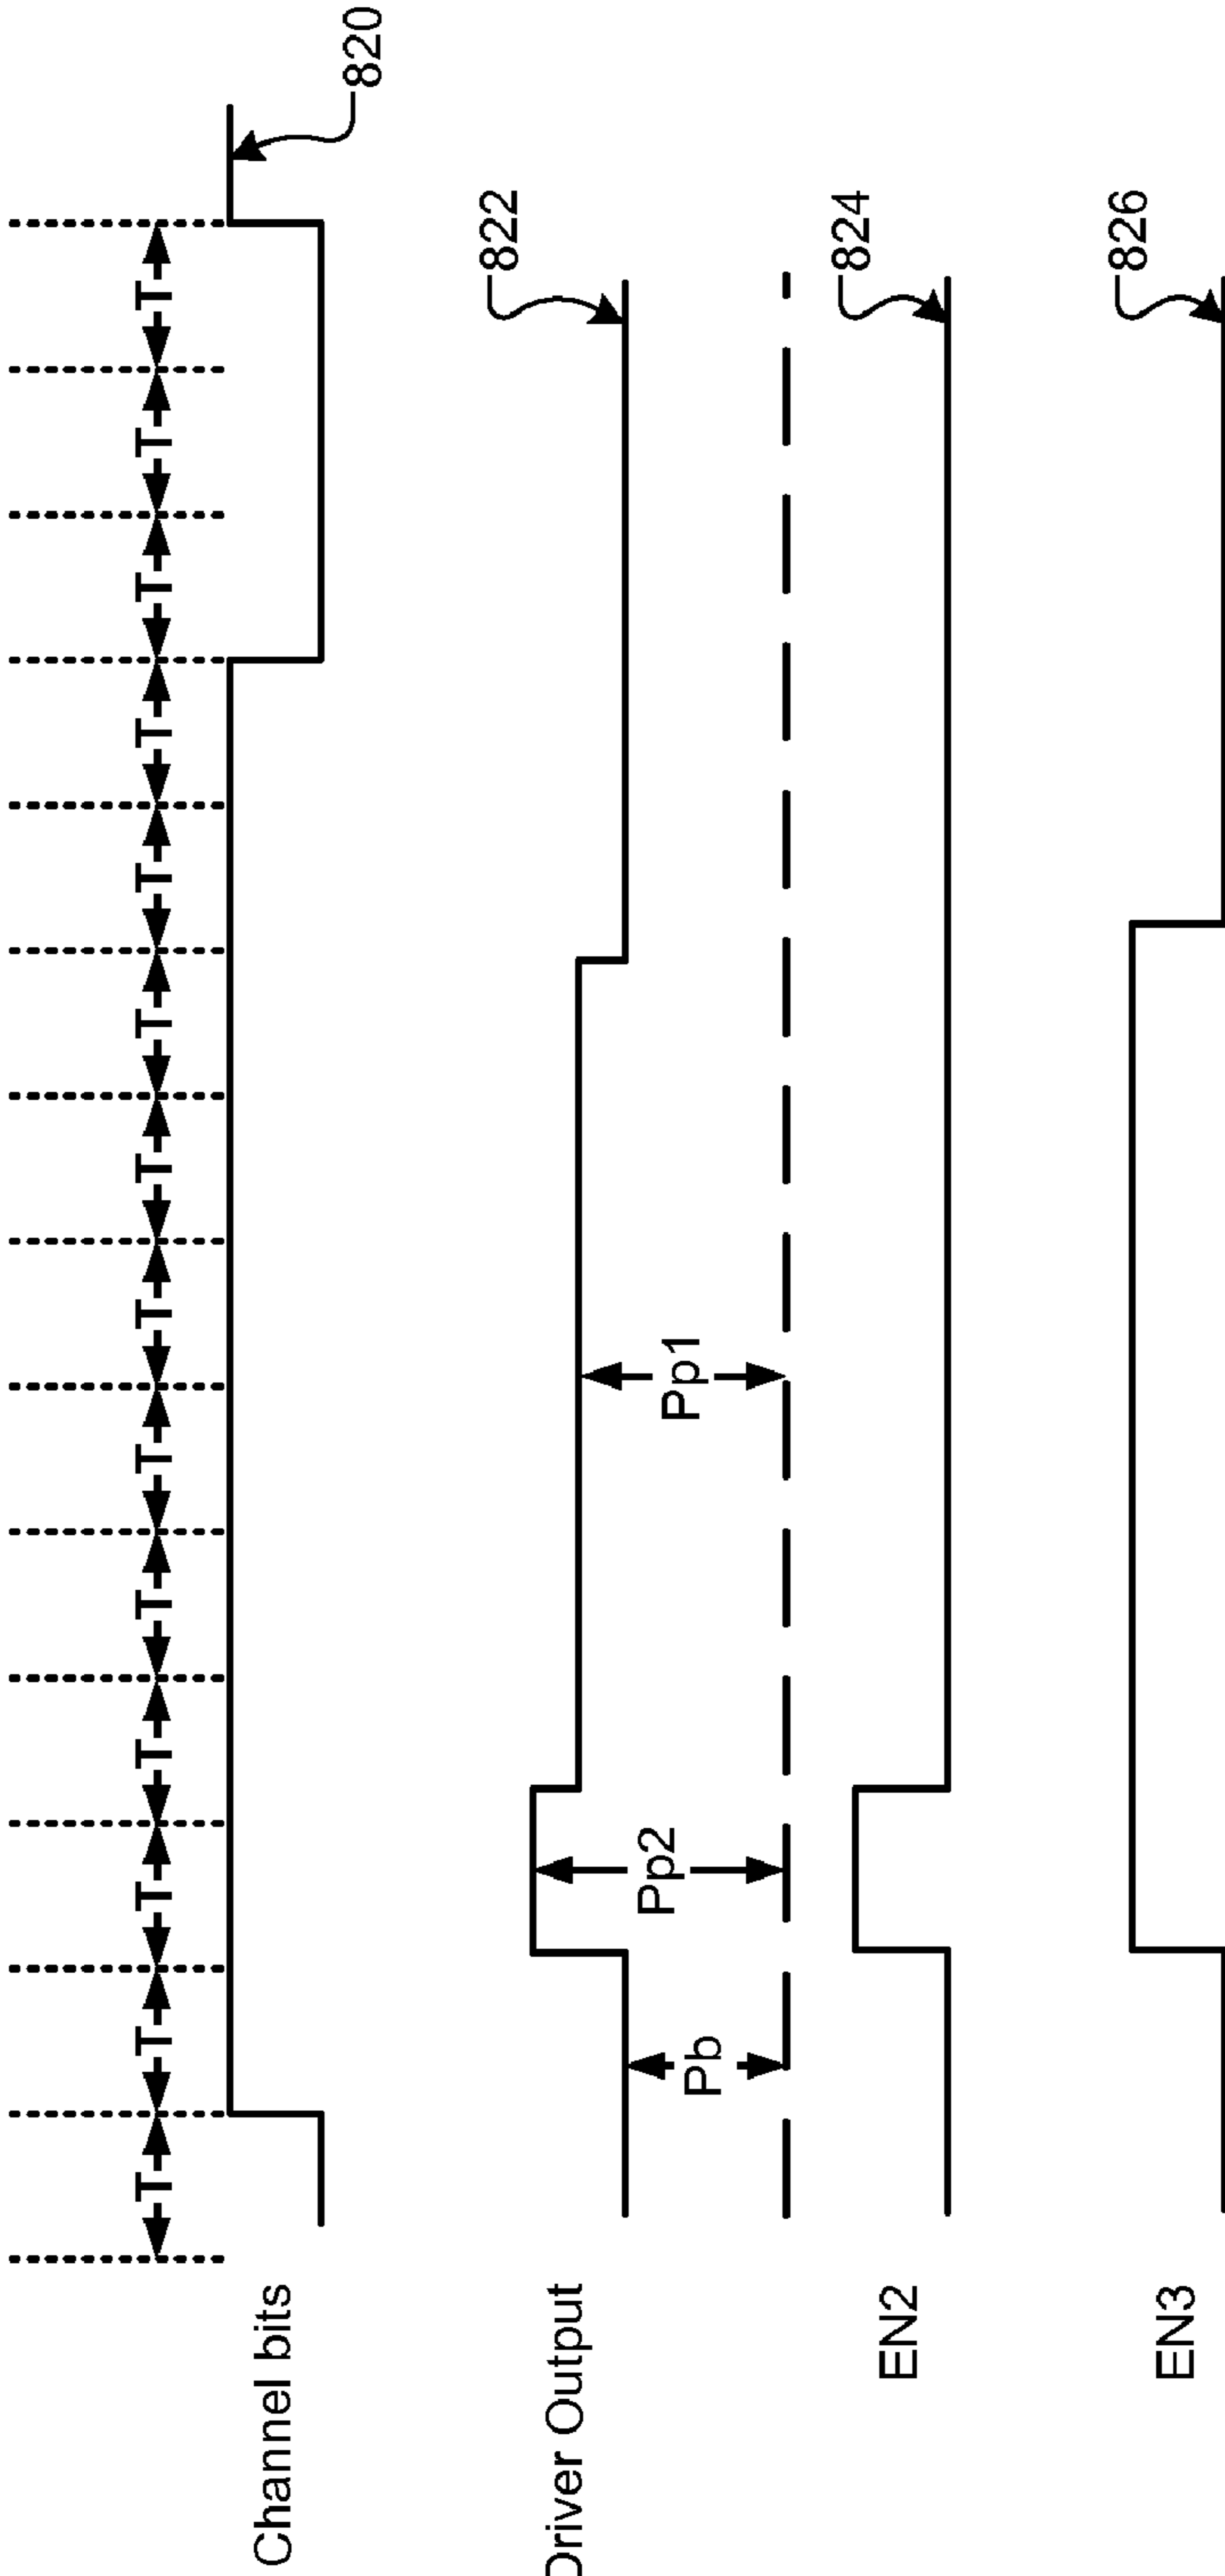 T T T T T T T T T T T T T T
Channel bits
820
822
Driver Output
Pb Pp2 Pp1
824
EN2
826
EN3